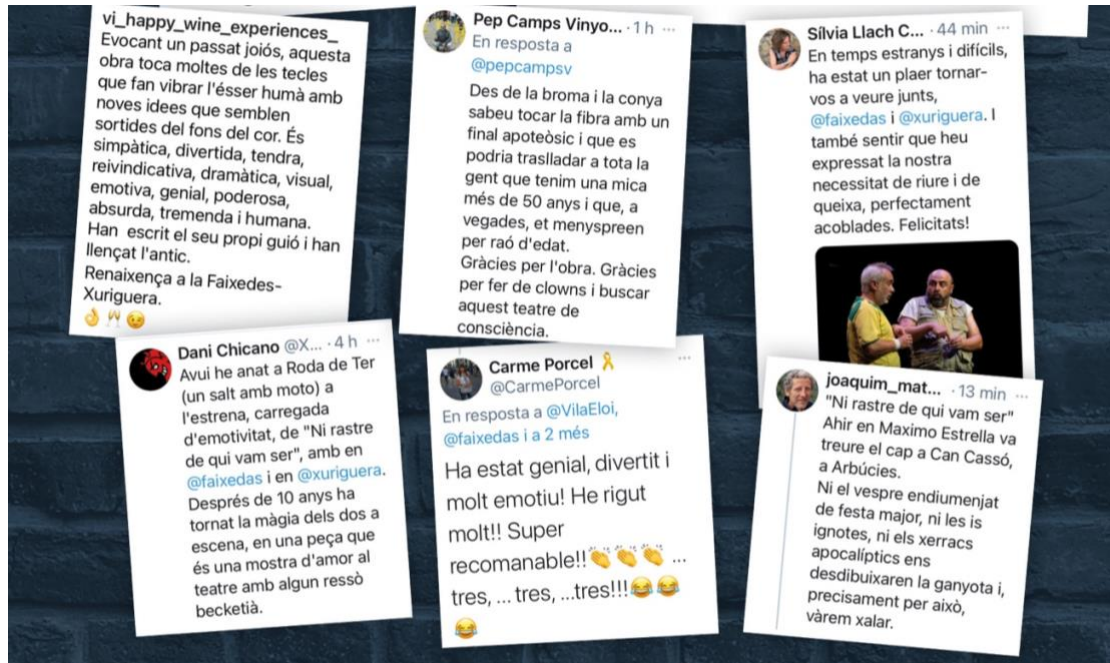 vi_happy_wine_experiences_
Evocant un passat joiós, aquesta
obra toca moltes de les tecles
que fan vibrar l'ésser humà amb
noves idees que semblen
sortides del fons del cor. És
simpàtica, divertida, tendra,
reivindicativa, dramàtica, visual,
emotiva, genial, poderosa,
absurda, tremenda i humana.
Han escrit el seu propi guió i han
llençat l'antic.
Renaixença a la Faixedes-
Xuriguera.
👌🥂😉
Pep Camps Vinyo... · 1 h ...
En resposta a
@pepcampsv
Des de la broma i la conya
sabeu tocar la fibra amb un
final apoteòsic i que es
podria traslladar a tota la
gent que tenim una mica
més de 50 anys i que, a
vegades, et menyspreen
per raó d'edat.
Gràcies per l'obra. Gràcies
per fer de clowns i buscar
aquest teatre de
consciència.
Sílvia Llach C... · 44 min ...
En temps estranys i difícils,
ha estat un plaer tornar-
vos a veure junts,
@faixedas i @xuriguera. I
també sentir que heu
expressat la nostra
necessitat de riure i de
queixa, perfectament
acoblades. Felicitats!
Dani Chicano @X... · 4 h ...
Avui he anat a Roda de Ter
(un salt amb moto) a
l'estrena, carregada
d'emotivitat, de "Ni rastre
de qui vam ser", amb en
@faixedas i en @xuriguera.
Després de 10 anys ha
tornat la màgia dels dos a
escena, en una peça que
és una mostra d'amor al
teatre amb algun ressò
becketià.
Carme Porcel 🎗️ ...
@CarmePorcel
En resposta a @VilaEloi,
@faixedas i a 2 més
Ha estat genial, divertit i
molt emotiu! He rigut
molt!! Super
recomanable!!👏👏👏 ...
tres, ... tres, ...tres!!!😂😂
😂
joaquim_mat... · 13 min ...
"Ni rastre de qui vam ser"
Ahir en Maximo Estrella va
treure el cap a Can Cassó,
a Arbúcies.
Ni el vespre endiumenjat
de festa major, ni les is
ignotes, ni els xerracs
apocalíptics ens
desdibuixaren la ganyota i,
precisament per això,
vàrem xalar.